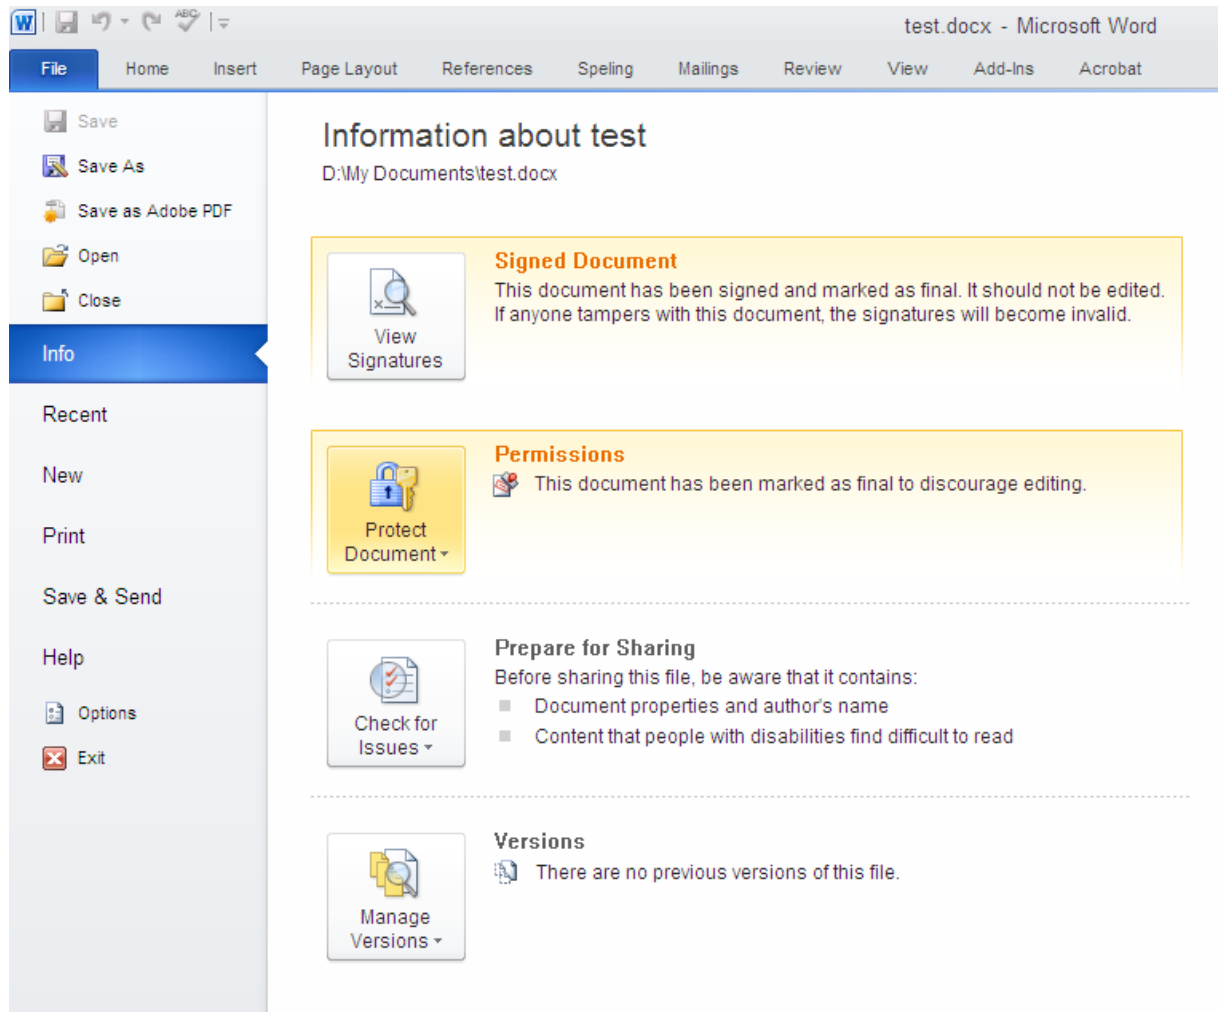 W ABC
test.docx - Microsoft Word
File Home Insert Page Layout References Speling Mailings Review View Add-Ins Acrobat
Save
Save As
Save as Adobe PDF
Open
Close
Info
Recent
New
Print
Save & Send
Help
Options
Exit
Information about test
D:\My Documents\test.docx
View
Signatures
Signed Document
This document has been signed and marked as final. It should not be edited.
If anyone tampers with this document, the signatures will become invalid.
Protect
Document
Permissions
This document has been marked as final to discourage editing.
Check for
Issues
Prepare for Sharing
Before sharing this file, be aware that it contains:
Document properties and author's name
Content that people with disabilities find difficult to read
Manage
Versions
Versions
There are no previous versions of this file.